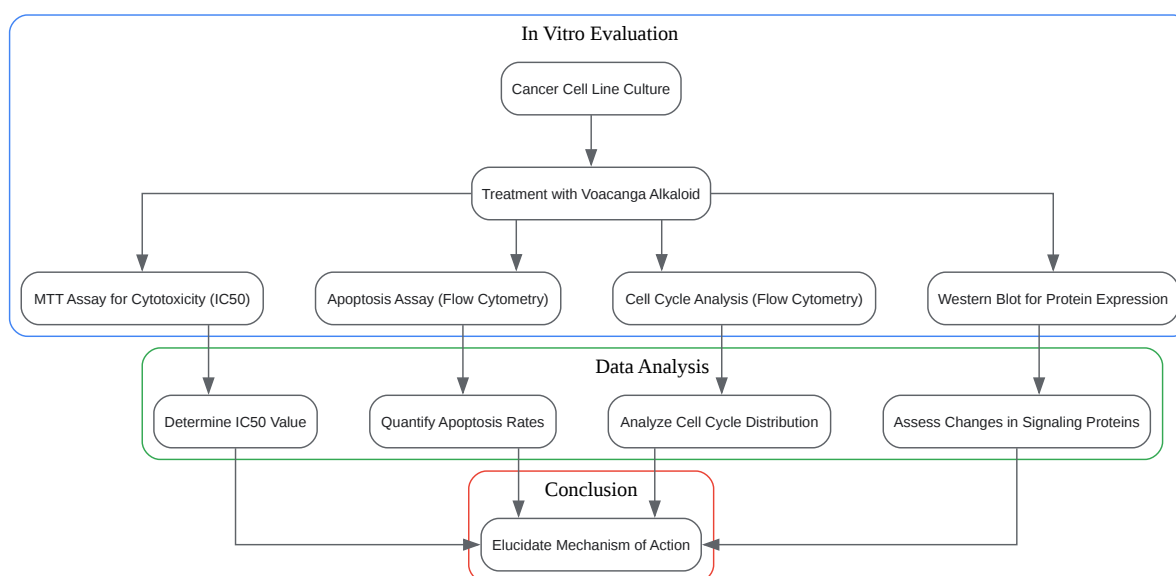 In Vitro Evaluation
Cancer Cell Line Culture
Treatment with Voacanga Alkaloid
MTT Assay for Cytotoxicity (IC50)
Apoptosis Assay (Flow Cytometry)
Cell Cycle Analysis (Flow Cytometry)
Western Blot for Protein Expression
Data Analysis
Determine IC50 Value
Quantify Apoptosis Rates
Analyze Cell Cycle Distribution
Assess Changes in Signaling Proteins
Conclusion
Elucidate Mechanism of Action